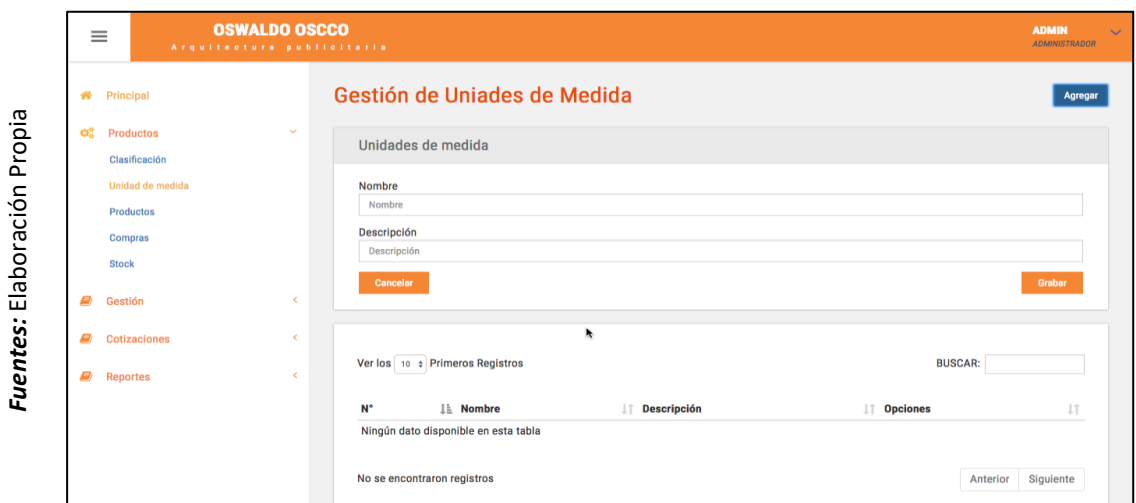 OSWALDO OSCCO
Arquitectura publicitaria
ADMIN
ADMINISTRADOR
Principal
Productos
Clasificación
Unidad de medida
Productos
Compras
Stock
Gestión
Cotizaciones
Reportes
Gestión de Uniades de Medida
Agregar
Unidades de medida
Nombre
Nombre
Descripción
Descripción
Cancelar
Grabar
Ver los 10 Primeros Registros
BUSCAR:
N° Nombre Descripción Opciones
Ningún dato disponible en esta tabla
No se encontraron registros
Anterior Siguiente
Fuentes: Elaboración Propia